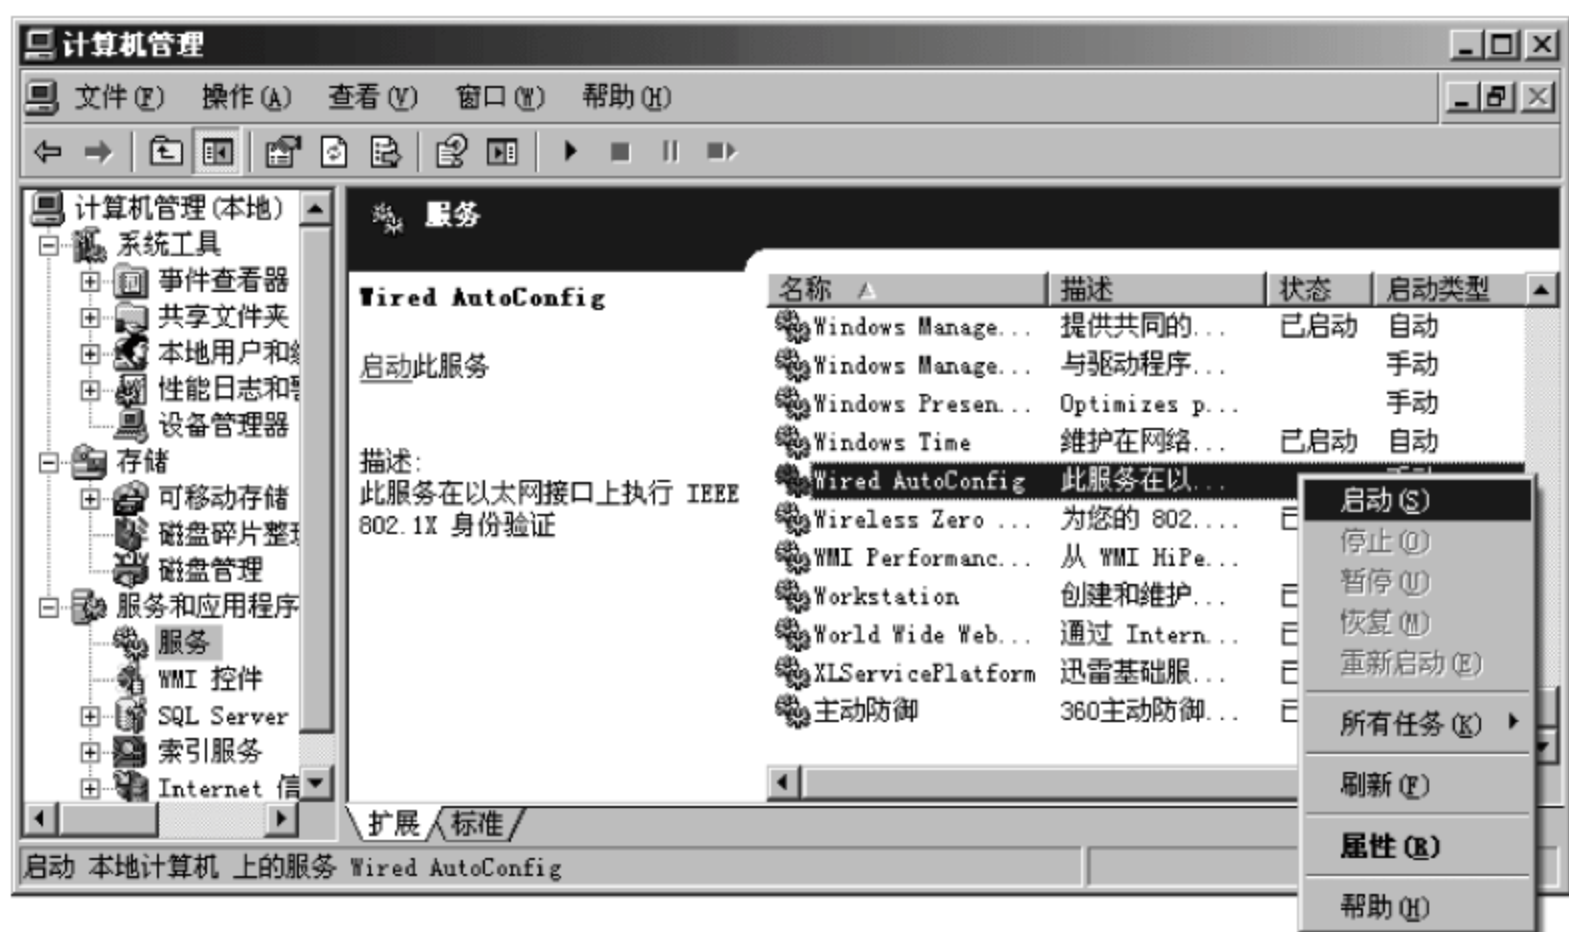 计算机管理
文件(F) 操作(A) 查看(V) 窗口(W) 帮助(H)
计算机管理(本地)
系统工具
事件查看器
共享文件夹
本地用户和
性能日志和
设备管理器
存储
可移动存储
磁盘碎片整
磁盘管理
服务和应用程序
服务
WMI 控件
SQL Server
索引服务
Internet 信
服务
Wired AutoConfig
启动此服务
描述:
此服务在以太网接口上执行 IEEE
802.1X 身份验证
名称 描述 状态 启动类型
Windows Manage... 提供共同的... 已启动 自动
Windows Manage... 与驱动程序... 手动
Windows Presen... Optimizes p... 手动
Windows Time 维护在网络... 已启动 自动
Wired AutoConfig 此服务在以...
Wireless Zero ... 为您的 802....
WMI Performanc... 从 WMI HiPe...
Workstation 创建和维护...
World Wide Web... 通过 Intern...
XLServicePlatform 迅雷基础服...
主动防御 360主动防御...
启动(S)
停止(O)
暂停(U)
恢复(M)
重新启动(E)
所有任务(K)
刷新(F)
属性(R)
帮助(H)
扩展 标准
启动 本地计算机 上的服务 Wired AutoConfig